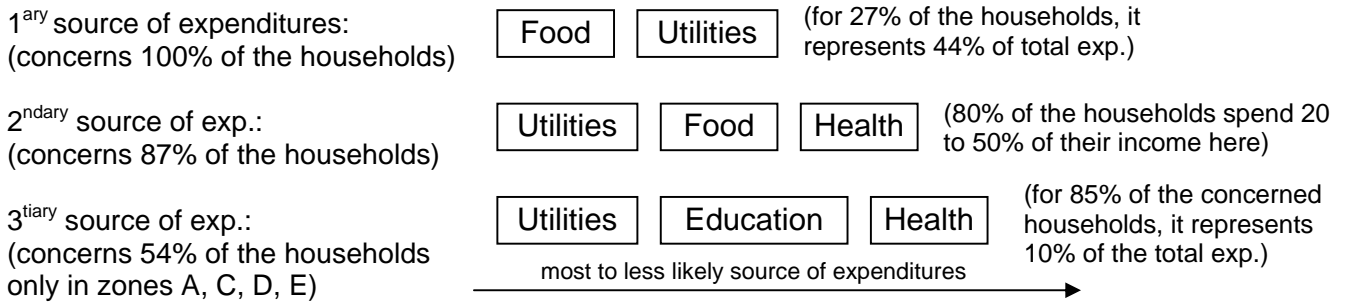 1ary source of expenditures:
(concerns 100% of the households)
Food Utilities
(for 27% of the households, it
represents 44% of total exp.)
2ndary source of exp.:
(concerns 87% of the households)
Utilities Food Health
(80% of the households spend 20
to 50% of their income here)
3tiary source of exp.:
(concerns 54% of the households
only in zones A, C, D, E)
Utilities Education Health
(for 85% of the concerned
households, it represents
10% of the total exp.)
most to less likely source of expenditures